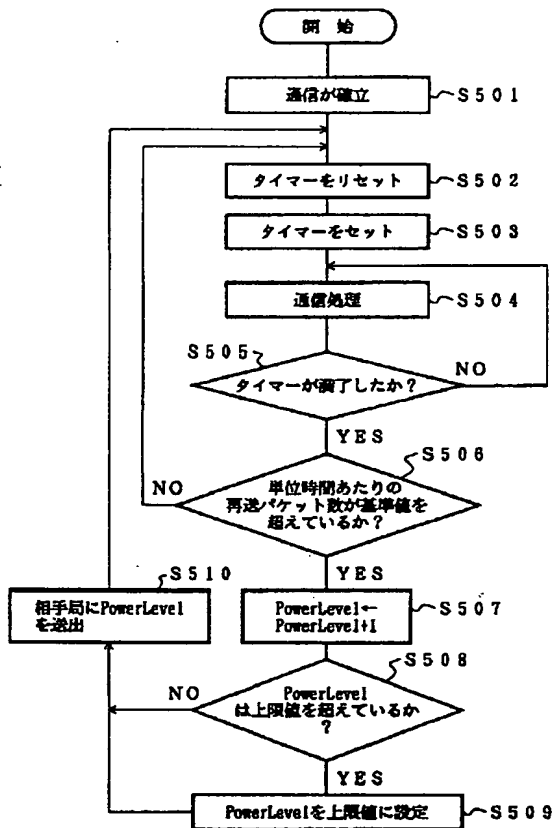 開 始
通信が確立
S501
タイマーをリセット
S502
タイマーをセット
S503
通信処理
S504
S505
タイマーが満了したか?
NO
YES
S506
単位時間あたりの
再送パケット数が基準値を
超えているか?
NO
YES
S510
相手局にPowerLevel
を送出
PowerLevel←
PowerLevel+1
S507
S508
PowerLevel
は上限値を超えているか
?
NO
YES
PowerLevelを上限値に設定
S509